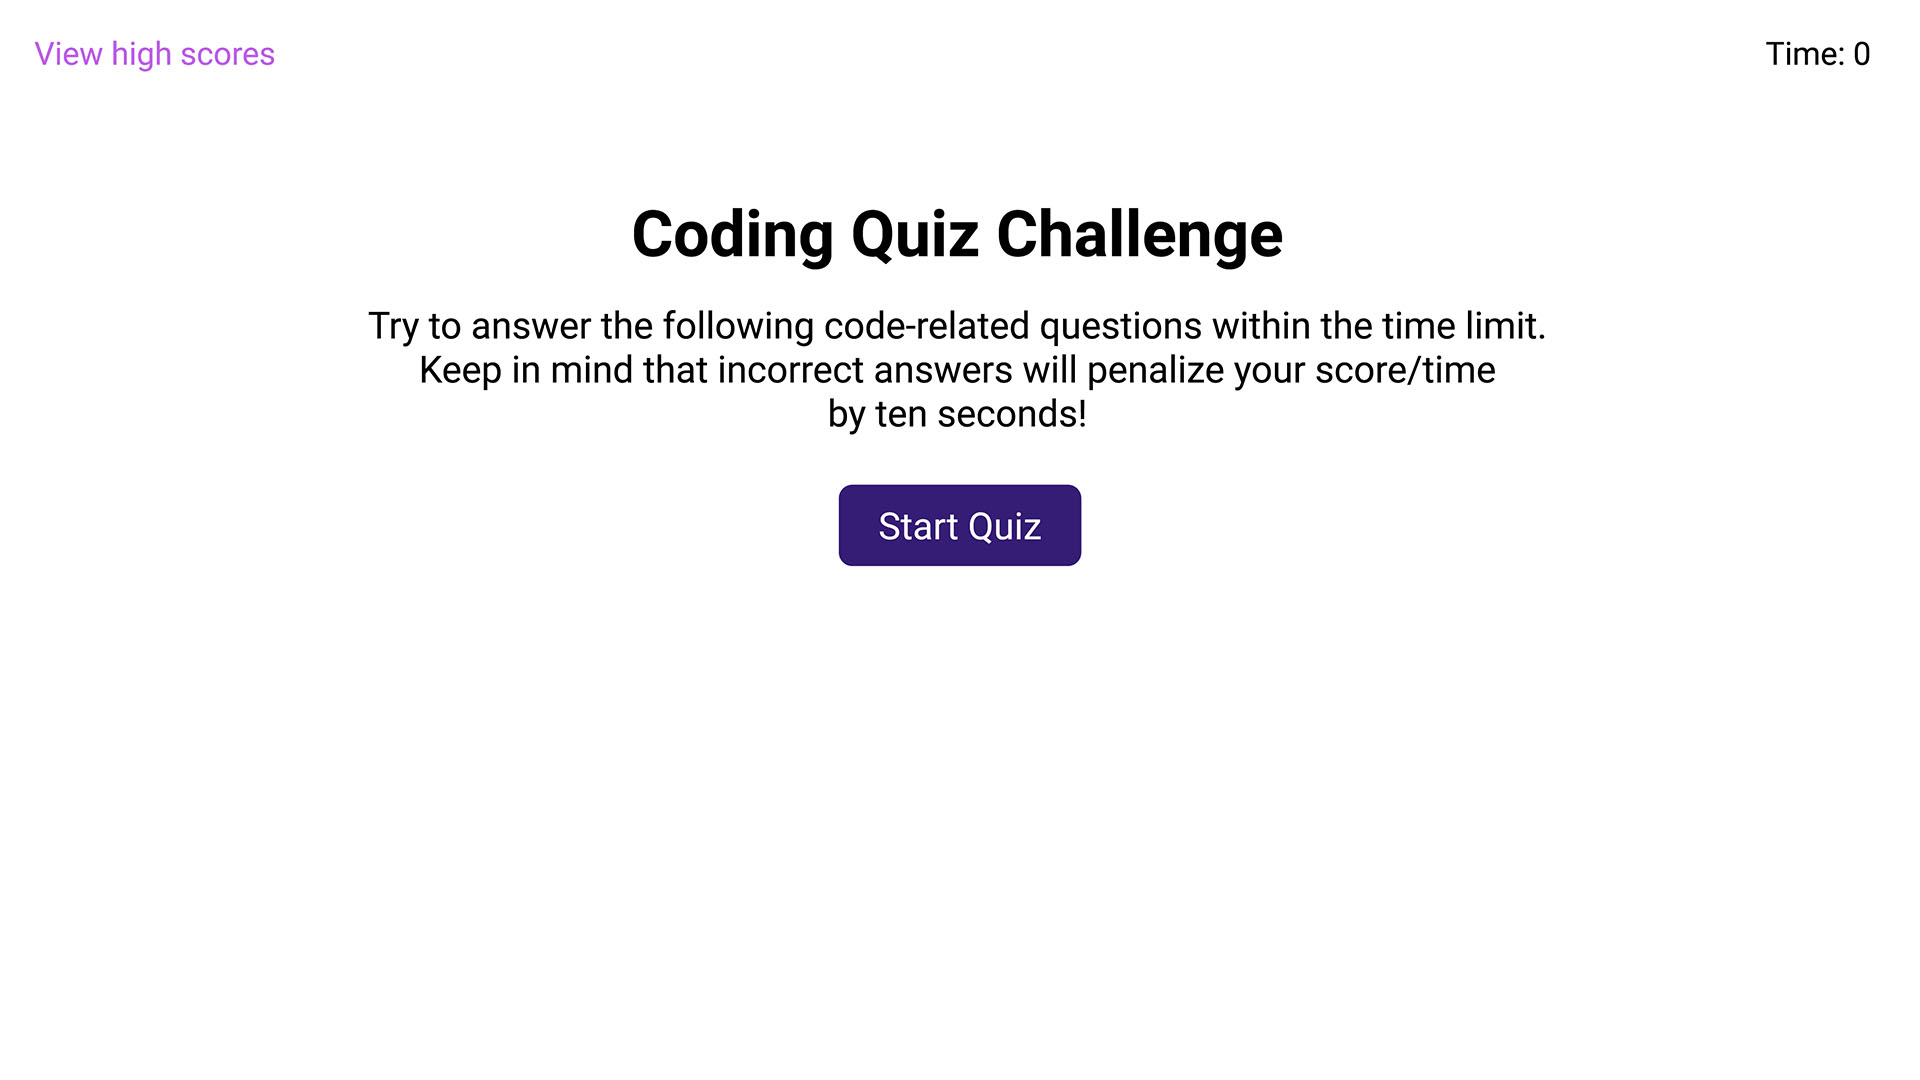 View high scores
Time: 0
Coding Quiz Challenge
Try to answer the following code-related questions within the time limit.
Keep in mind that incorrect answers will penalize your score/time
by ten seconds!
Start Quiz